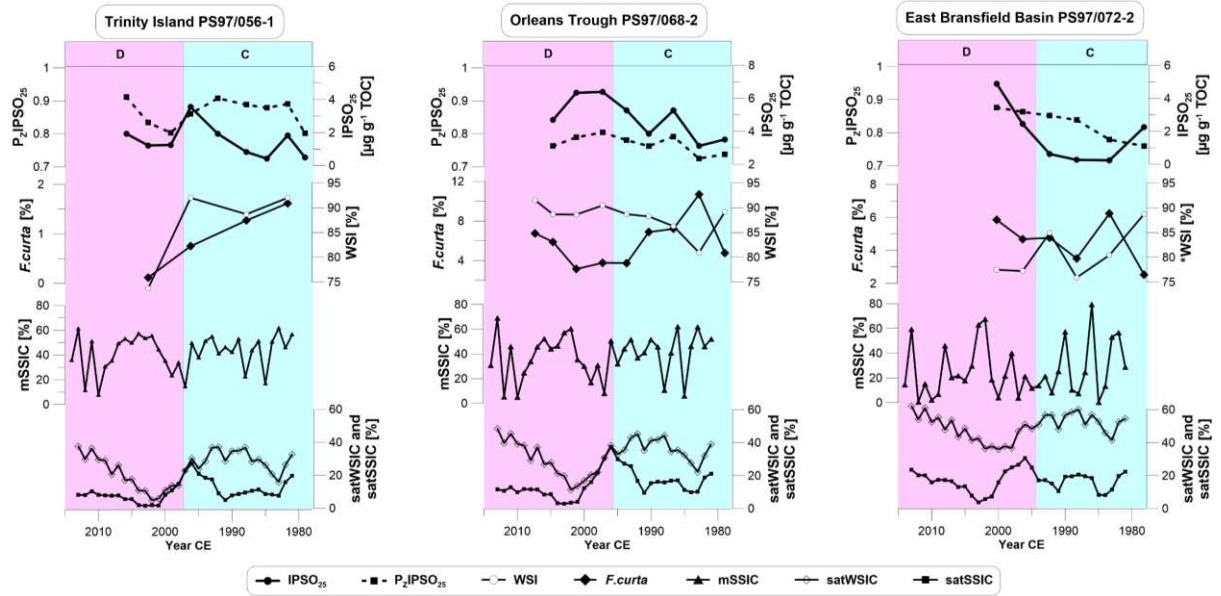 Trinity Island PS97/056-1
Orleans Trough PS97/068-2
East Bransfield Basin PS97/072-2
D C
1 0.9 0.8 0.7
PZIPSO25
6 4 2 0
IPSO25
[µg g-1 TOC]
2 1 0
F.curta [%]
95 90 85 80 75
WSI [%]
80 60 40 20 0
mSSIC [%]
60 40 20 0
satWSIC and
satSSIC [%]
2010 2000 1990 1980
Year CE
D C
1 0.9 0.8 0.7
PZIPSO25
8 6 4 2
IPSO25
[µg g-1 TOC]
12 8 4
F.curta [%]
95 90 85 80 75
WSI [%]
80 60 40 20 0
mSSIC [%]
60 40 20 0
satWSIC and
satSSIC [%]
2010 2000 1990 1980
Year CE
D C
1 0.9 0.8 0.7
PZIPSO25
6 4 2 0
IPSO25
[µg g-1 TOC]
8 6 4 2
F.curta [%]
95 90 85 80 75
*WSI [%]
80 60 40 20 0
mSSIC [%]
60 40 20 0
satWSIC and
satSSIC [%]
2010 2000 1990 1980
Year CE
IPSO25 PZIPSO25 WSI F.curta mSSIC satWSIC satSSIC